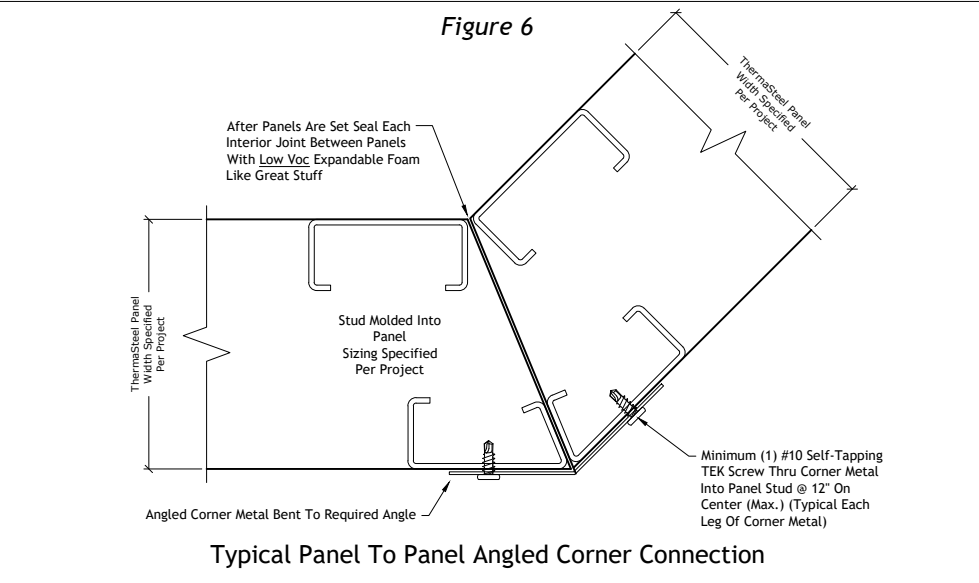 Figure 6
After Panels Are Set Seal Each
Interior Joint Between Panels
With Low Voc Expandable Foam
Like Great Stuff
ThermaSteel Panel
Width Specified
Per Project
ThermaSteel Panel
Width Specified
Per Project
Stud Molded Into
Panel
Sizing Specified
Per Project
Minimum (1) #10 Self-Tapping
TEK Screw Thru Corner Metal
Into Panel Stud @ 12" On
Center (Max.) (Typical Each
Leg Of Corner Metal)
Angled Corner Metal Bent To Required Angle
Typical Panel To Panel Angled Corner Connection